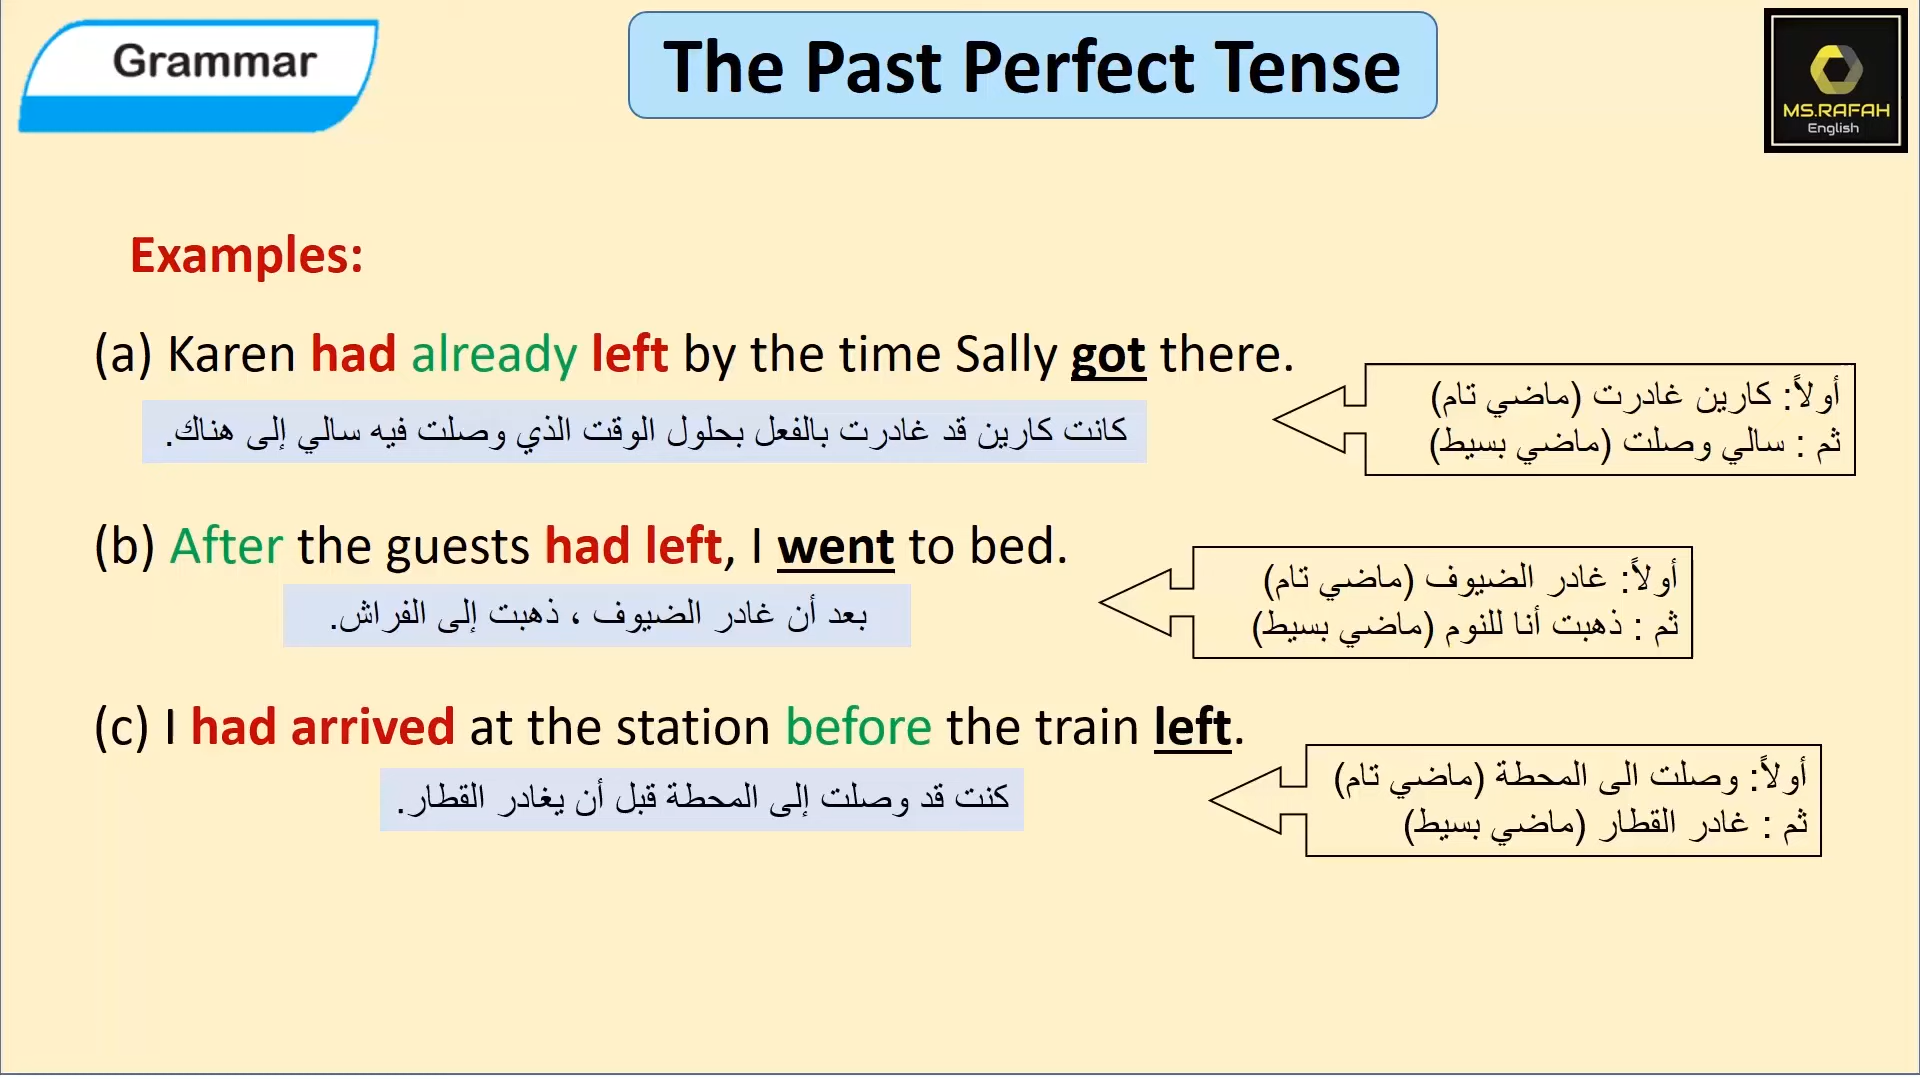 Grammar
The Past Perfect Tense
MS.RAFAH
English
Examples:
(a) Karen had already left by the time Sally got there.
كانت كارين قد غادرت بالفعل بحلول الوقت الذي وصلت فيه سالي إلى هناك.
أولاً: كارين غادرت (ماضي تام)
ثم : سالي وصلت (ماضي بسيط)
(b) After the guests had left, I went to bed.
بعد أن غادر الضيوف ، ذهبت إلى الفراش.
أولاً: غادر الضيوف (ماضي تام)
ثم : ذهبت أنا للنوم (ماضي بسيط)
(c) I had arrived at the station before the train left.
كنت قد وصلت إلى المحطة قبل أن يغادر القطار.
أولاً: وصلت الى المحطة (ماضي تام)
ثم : غادر القطار (ماضي بسيط)